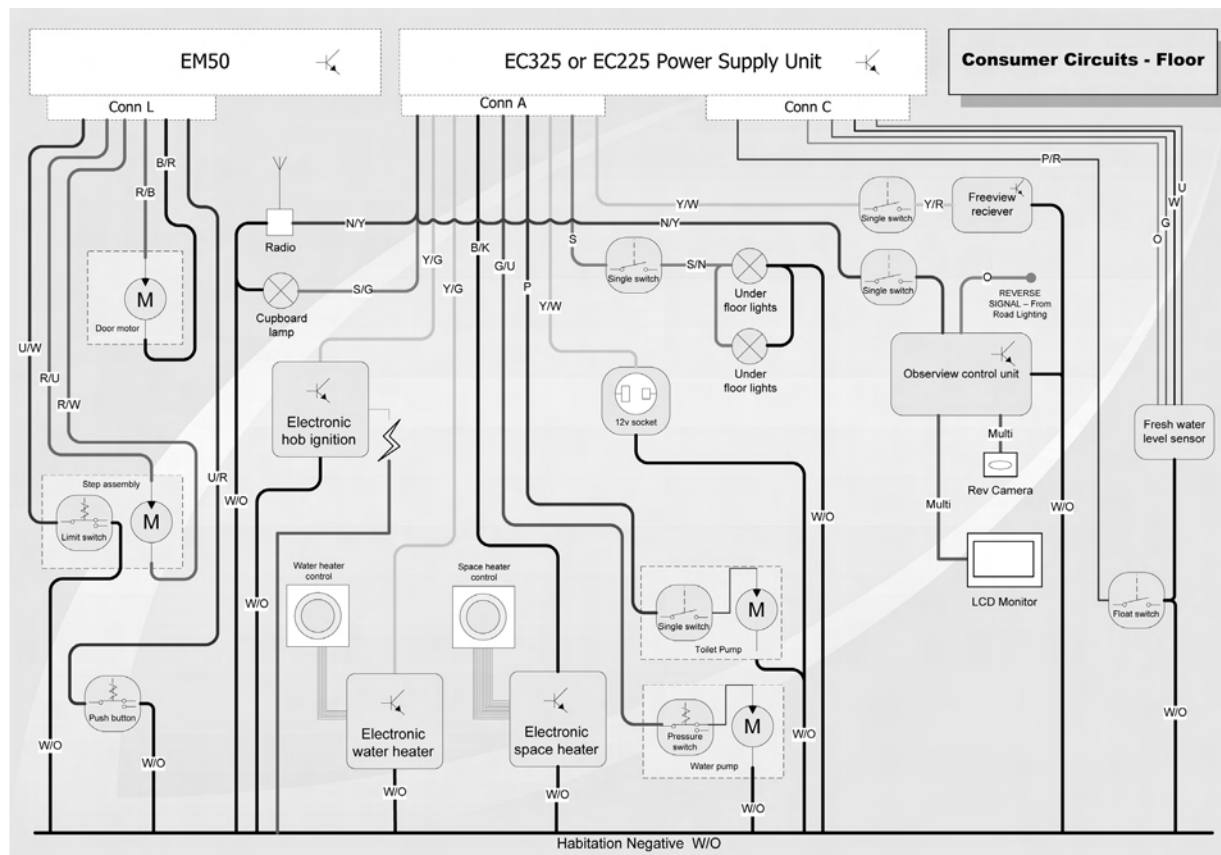 EM50
EC325 or EC225 Power Supply Unit
Consumer Circuits - Floor
Conn L
Conn A
Conn C
B/R
R/B
P/R
U
W
G
O
Y/W
Single switch
Y/R
Freeview
reciever
N/Y
N/Y
Radio
Y/G
B/K
G/U
S
S/N
Single switch
Single switch
Under
floor lights
REVERSE
SIGNAL – From
Road Lighting
Y/G
P
Y/W
S/G
Cupboard
lamp
M
Door motor
U/W
R/U
R/W
Under
floor lights
Obserview control unit
Electronic
hob ignition
12v socket
Fresh water
level sensor
Multi
Rev Camera
Multi
Step assembly
U/R
W/O
Limit switch
M
W/O
W/O
LCD Monitor
Water heater
control
Space heater
control
W/O
Single switch
M
Toilet Pump
Float switch
Push button
Electronic
water heater
Electronic
space heater
Pressure
switch
M
Water pump
W/O
W/O
W/O
W/O
W/O
W/O
W/O
W/O
Habitation Negative W/O